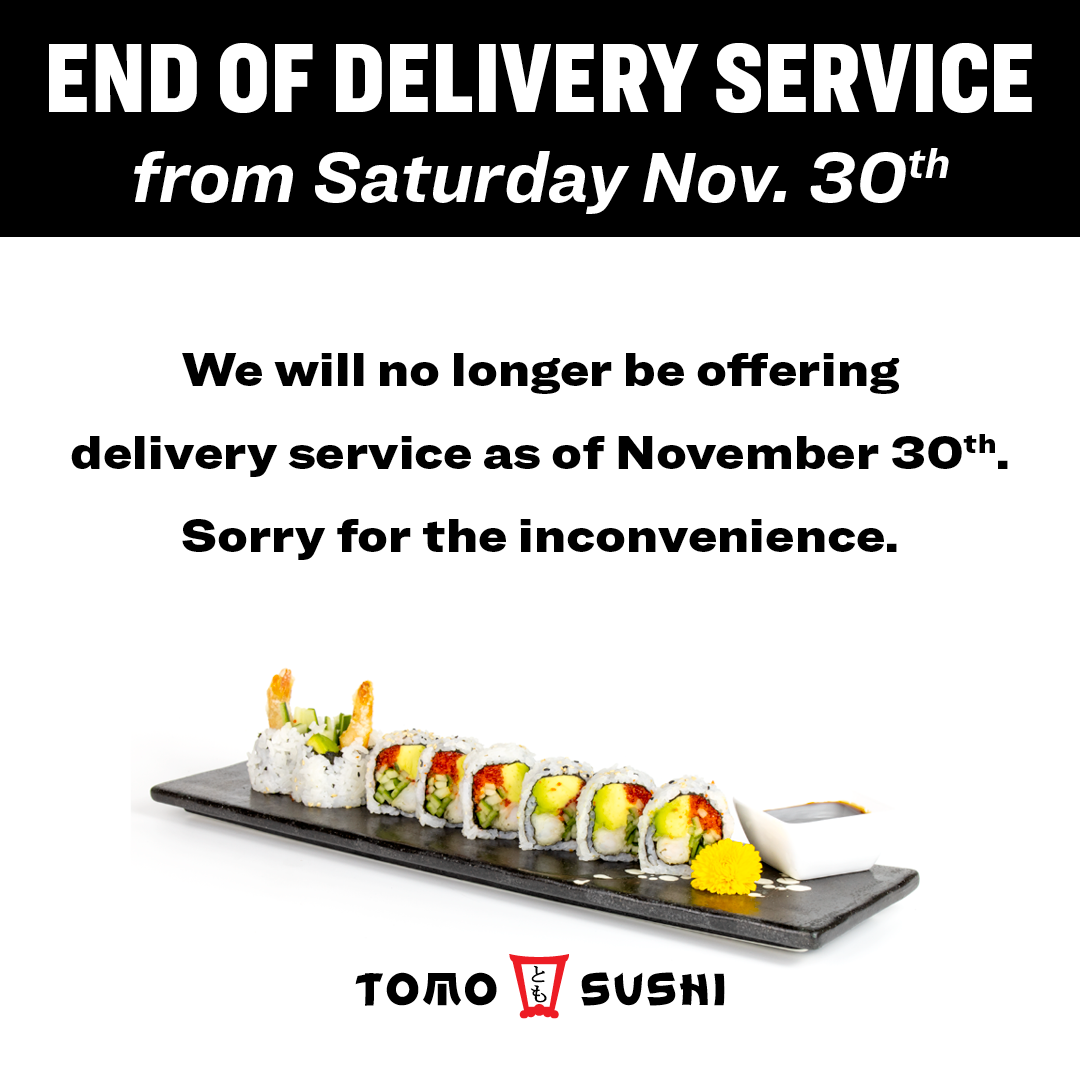 END OF DELIVERY SERVICE
from Saturday Nov. 30th
We will no longer be offering
delivery service as of November 30th.
Sorry for the inconvenience.
TOMO とも SUSHI